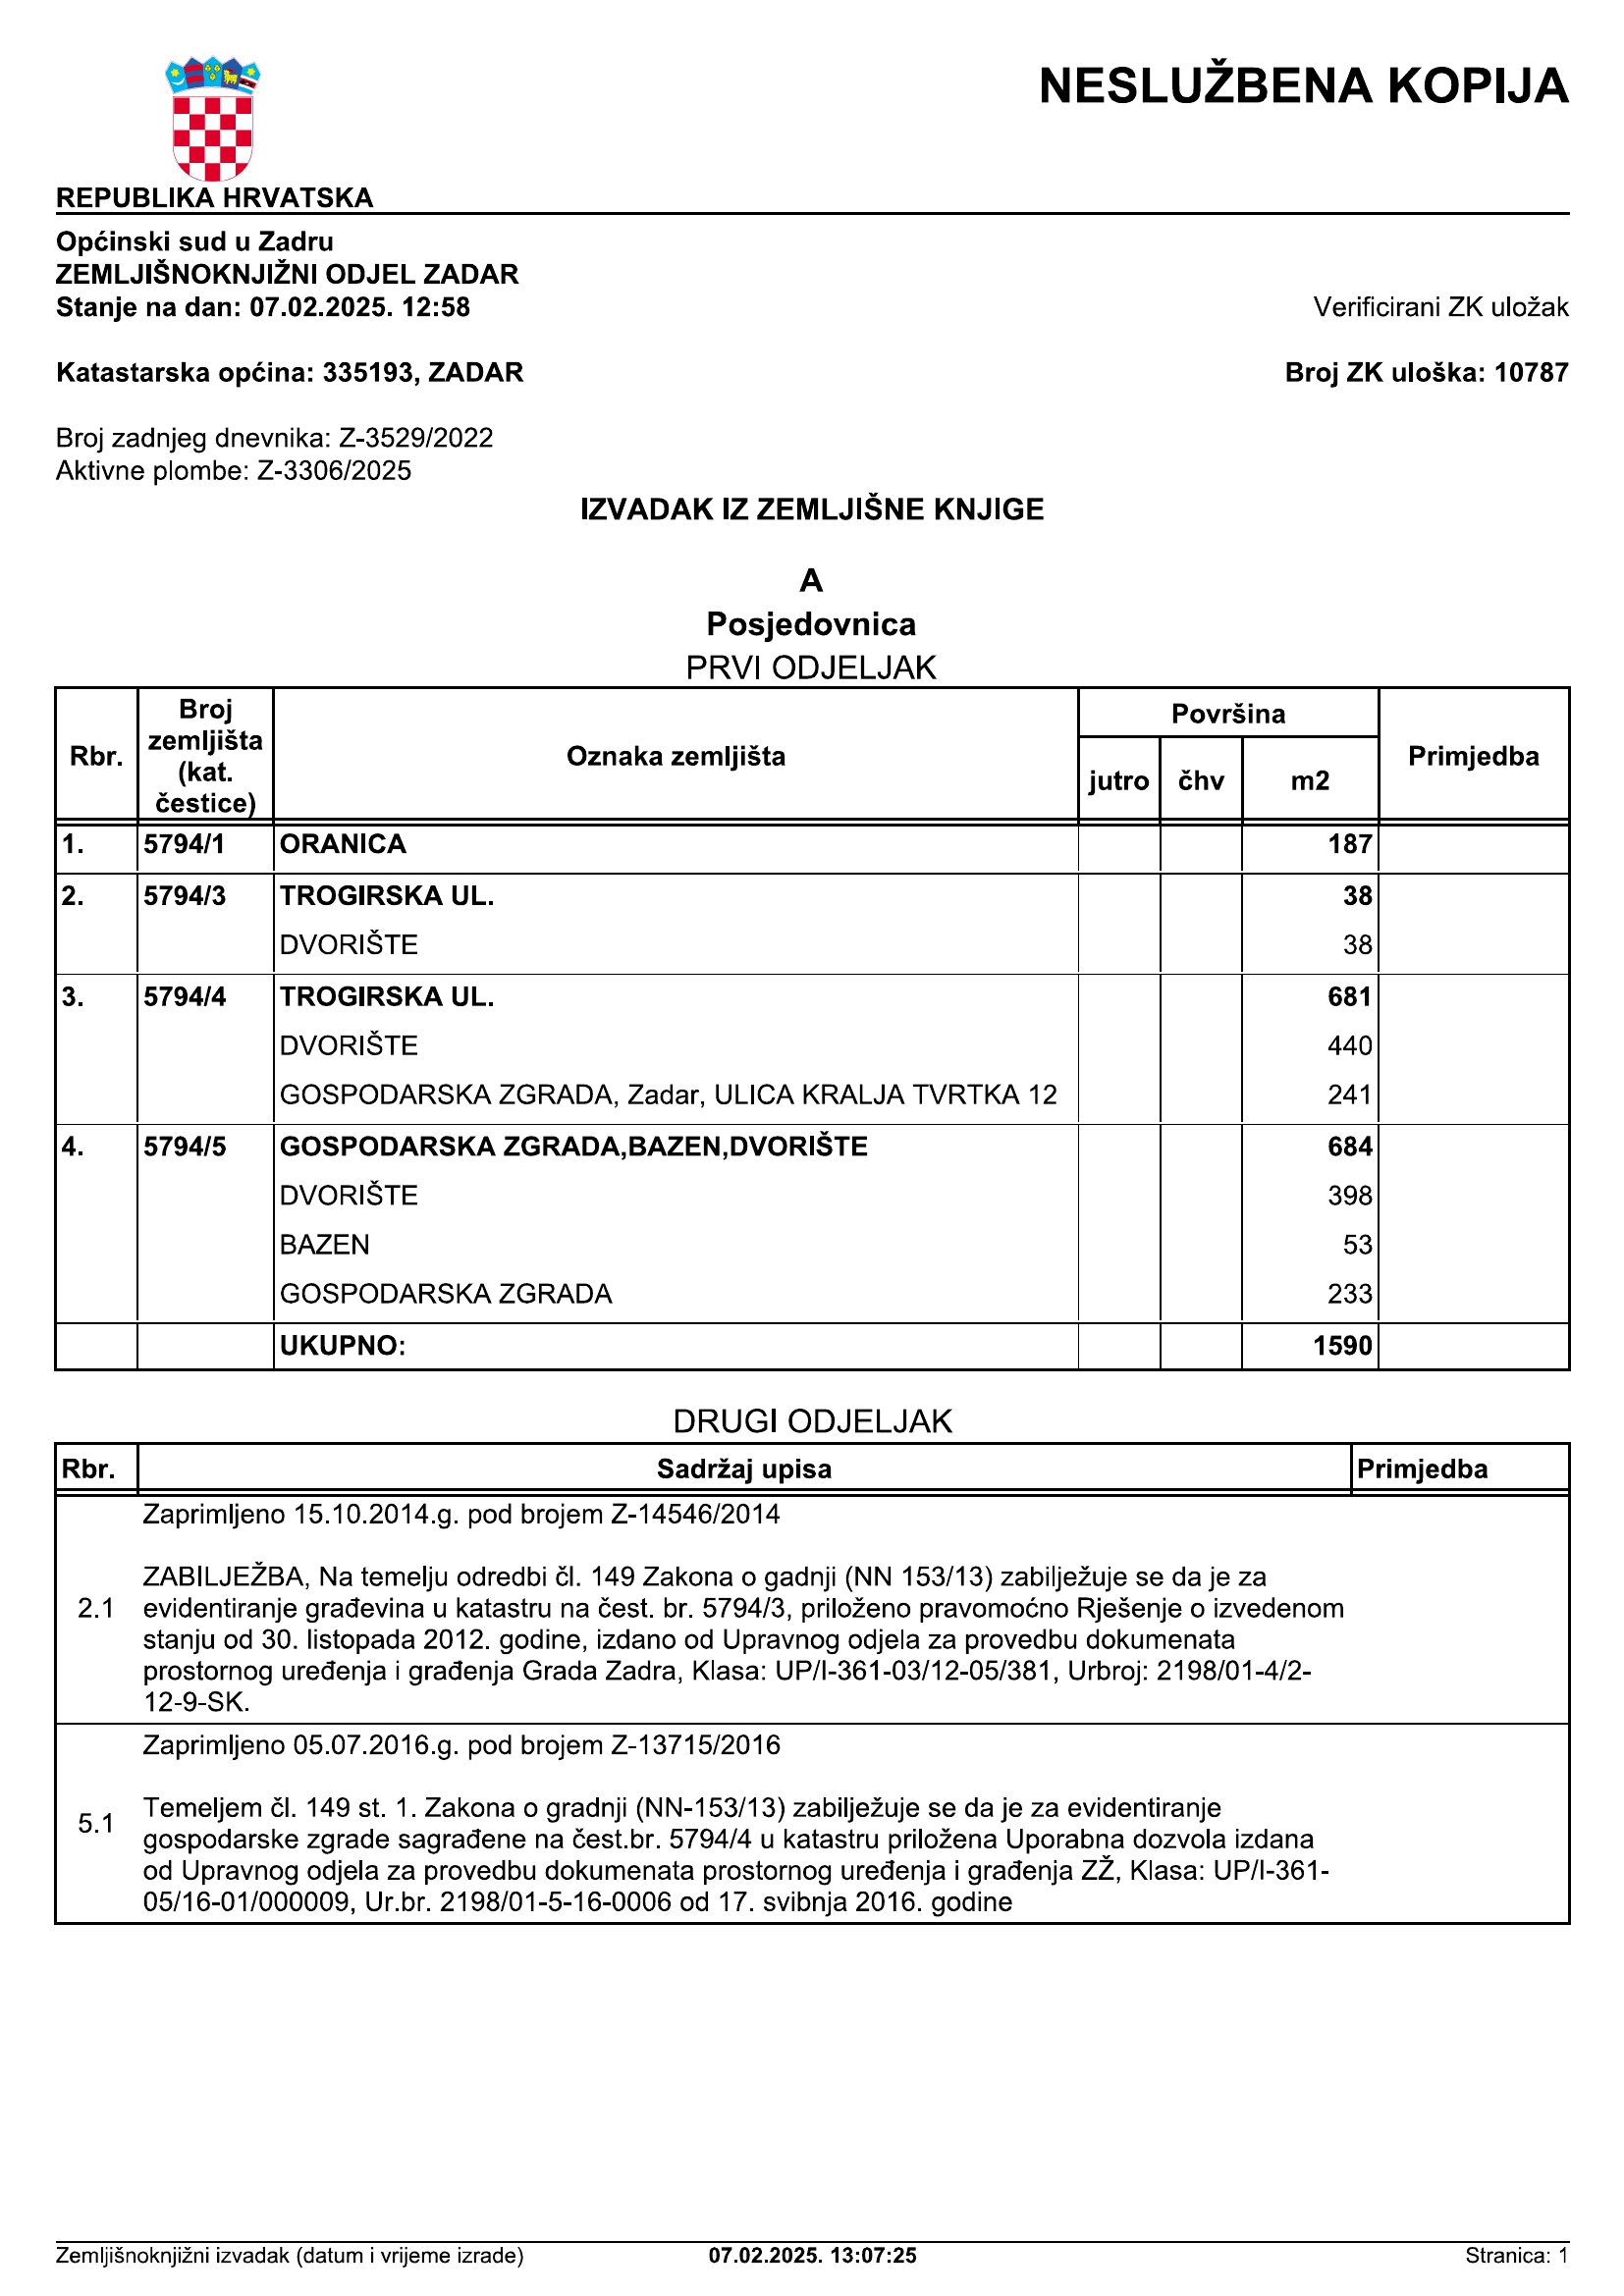 NESLUŽBENA KOPIJA
REPUBLIKA HRVATSKA
Općinski sud u Zadru
ZEMLJIŠNOKNJIŽNI ODJEL ZADAR
Stanje na dan: 07.02.2025. 12:58
Verificirani ZK uložak
Katastarska općina: 335193, ZADAR
Broj ZK uloška: 10787
Broj zadnjeg dnevnika: Z-3529/2022
Aktivne plombe: Z-3306/2025
IZVADAK IZ ZEMLJIŠNE KNJIGE
A
Posjedovnica
PRVI ODJELJAK
Rbr. Broj zemljišta (kat. čestice) Oznaka zemljišta Površina jutro čhv m2 Primjedba
1. 5794/1 ORANICA 187
2. 5794/3 TROGIRSKA UL. 38
DVORIŠTE 38
3. 5794/4 TROGIRSKA UL. 681
DVORIŠTE 440
GOSPODARSKA ZGRADA, Zadar, ULICA KRALJA TVRTKA 12 241
4. 5794/5 GOSPODARSKA ZGRADA,BAZEN,DVORIŠTE 684
DVORIŠTE 398
BAZEN 53
GOSPODARSKA ZGRADA 233
UKUPNO: 1590
DRUGI ODJELJAK
Rbr. Sadržaj upisa Primjedba
Zaprimljeno 15.10.2014.g. pod brojem Z-14546/2014
ZABILJEŽBA, Na temelju odredbi čl. 149 Zakona o gadnji (NN 153/13) zabilježuje se da je za
2.1 evidentiranje građevina u katastru na čest. br. 5794/3, priloženo pravomoćno Rješenje o izvedenom
stanju od 30. listopada 2012. godine, izdano od Upravnog odjela za provedbu dokumenata
prostornog uređenja i građenja Grada Zadra, Klasa: UP/I-361-03/12-05/381, Urbroj: 2198/01-4/2-
12-9-SK.
Zaprimljeno 05.07.2016.g. pod brojem Z-13715/2016
5.1 Temeljem čl. 149 st. 1. Zakona o gradnji (NN-153/13) zabilježuje se da je za evidentiranje
gospodarske zgrade sagrađene na čest.br. 5794/4 u katastru priložena Uporabna dozvola izdana
od Upravnog odjela za provedbu dokumenata prostornog uređenja i građenja ZŽ, Klasa: UP/I-361-
05/16-01/000009, Ur.br. 2198/01-5-16-0006 od 17. svibnja 2016. godine
Zemljišnoknjižni izvadak (datum i vrijeme izrade) 07.02.2025. 13:07:25 Stranica: 1